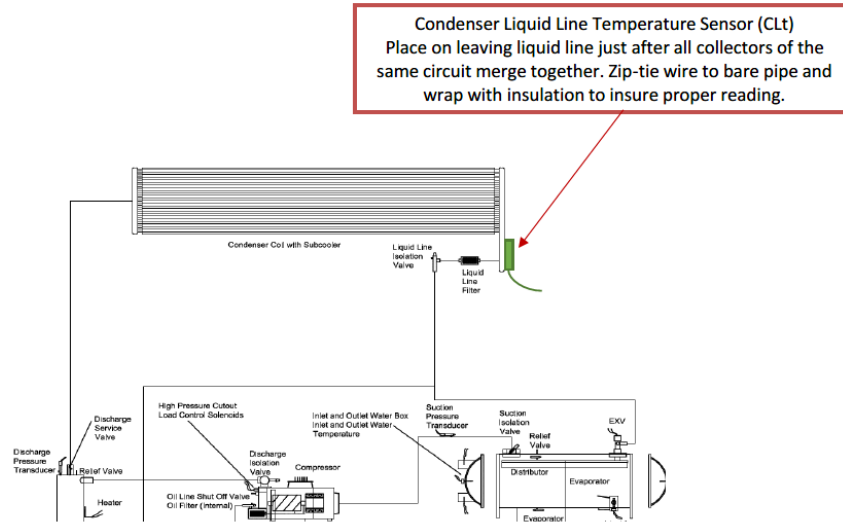 Condenser Liquid Line Temperature Sensor (CLt)
Place on leaving liquid line just after all collectors of the
same circuit merge together. Zip-tie wire to bare pipe and
wrap with insulation to insure proper reading.
Condenser Coil with Subcooler
Liquid Line
Isolation
Valve
Liquid
Line
Filter
High Pressure Cutout
Load Control Solenoids
Inlet and Outlet Water Box
Inlet and Outlet Water
Temperature
Suction
Pressure
Transducer
Suction
Isolation
Valve
Relief
Valve
EXV
Discharge
Service
Valve
Discharge
Pressure
Transducer
Relief Valve
Discharge
Isolation
Valve
Compressor
Distributor
Evaporator
Heater
Oil Line Shut Off Valve
Oil Filter (Internal)
Evaporator